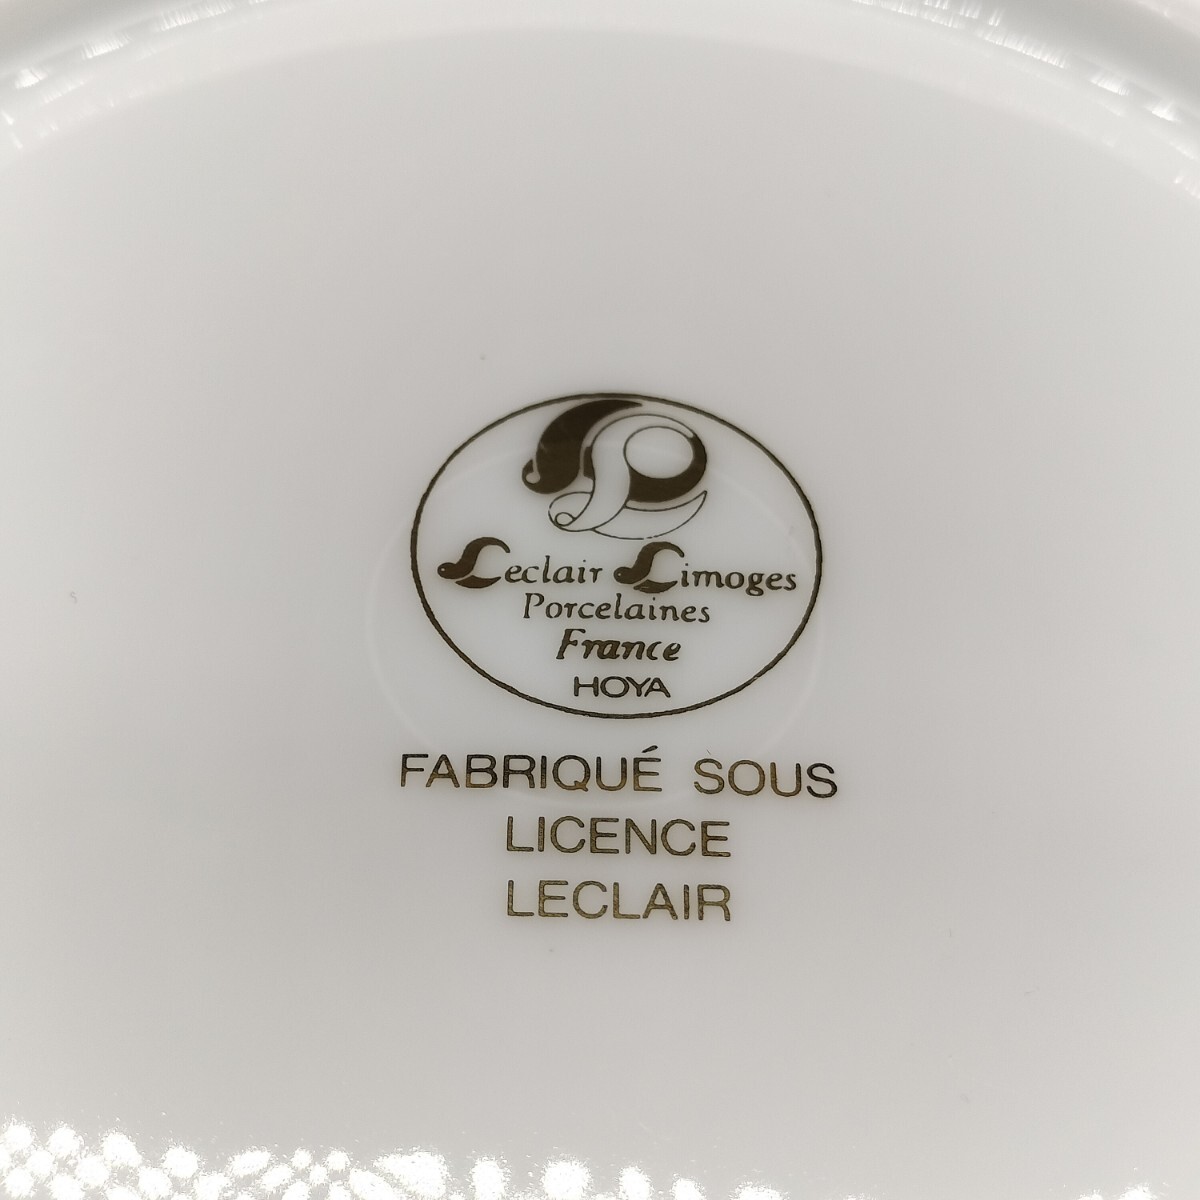 Leclair Limoges
Porcelaines
France
HOYA
FABRIQUÉ SOUS
LICENCE
LECLAIR